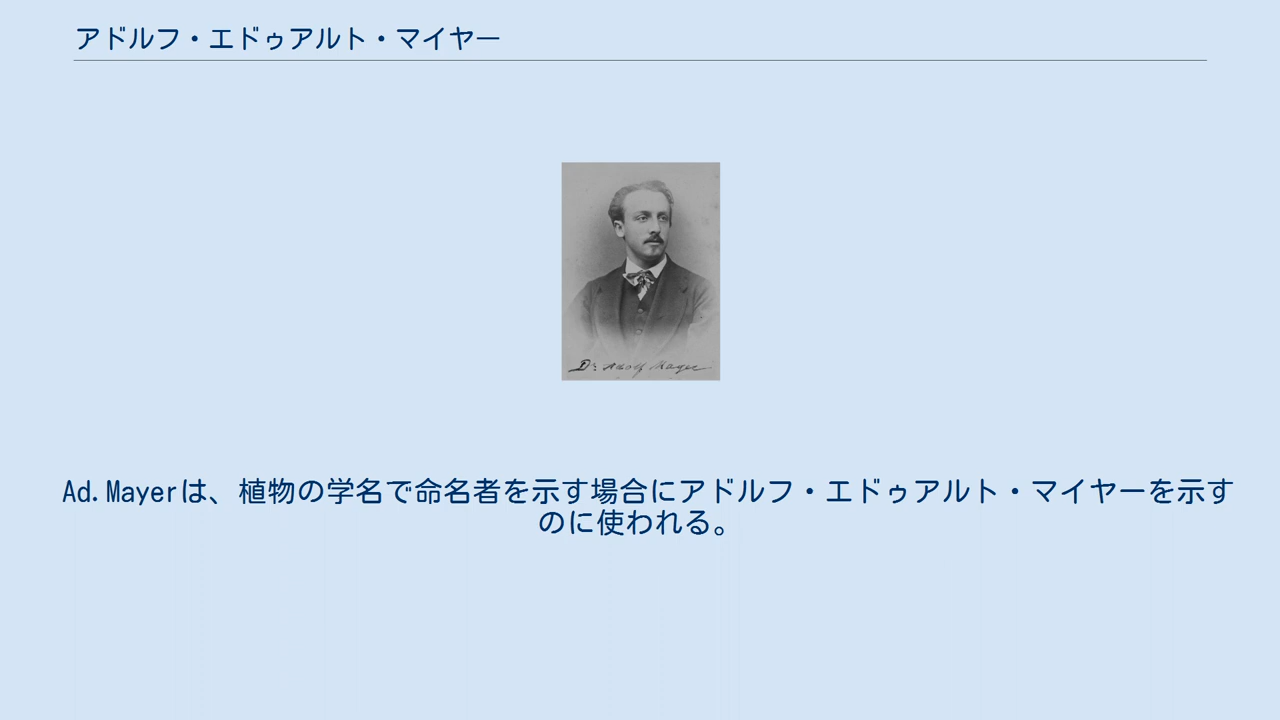 アドルフ・エドゥアルト・マイヤー
Dr. Adolf Mayer
Ad. Mayerは、植物の学名で命名者を示す場合にアドルフ・エドゥアルト・マイヤーを示す
のに使われる。